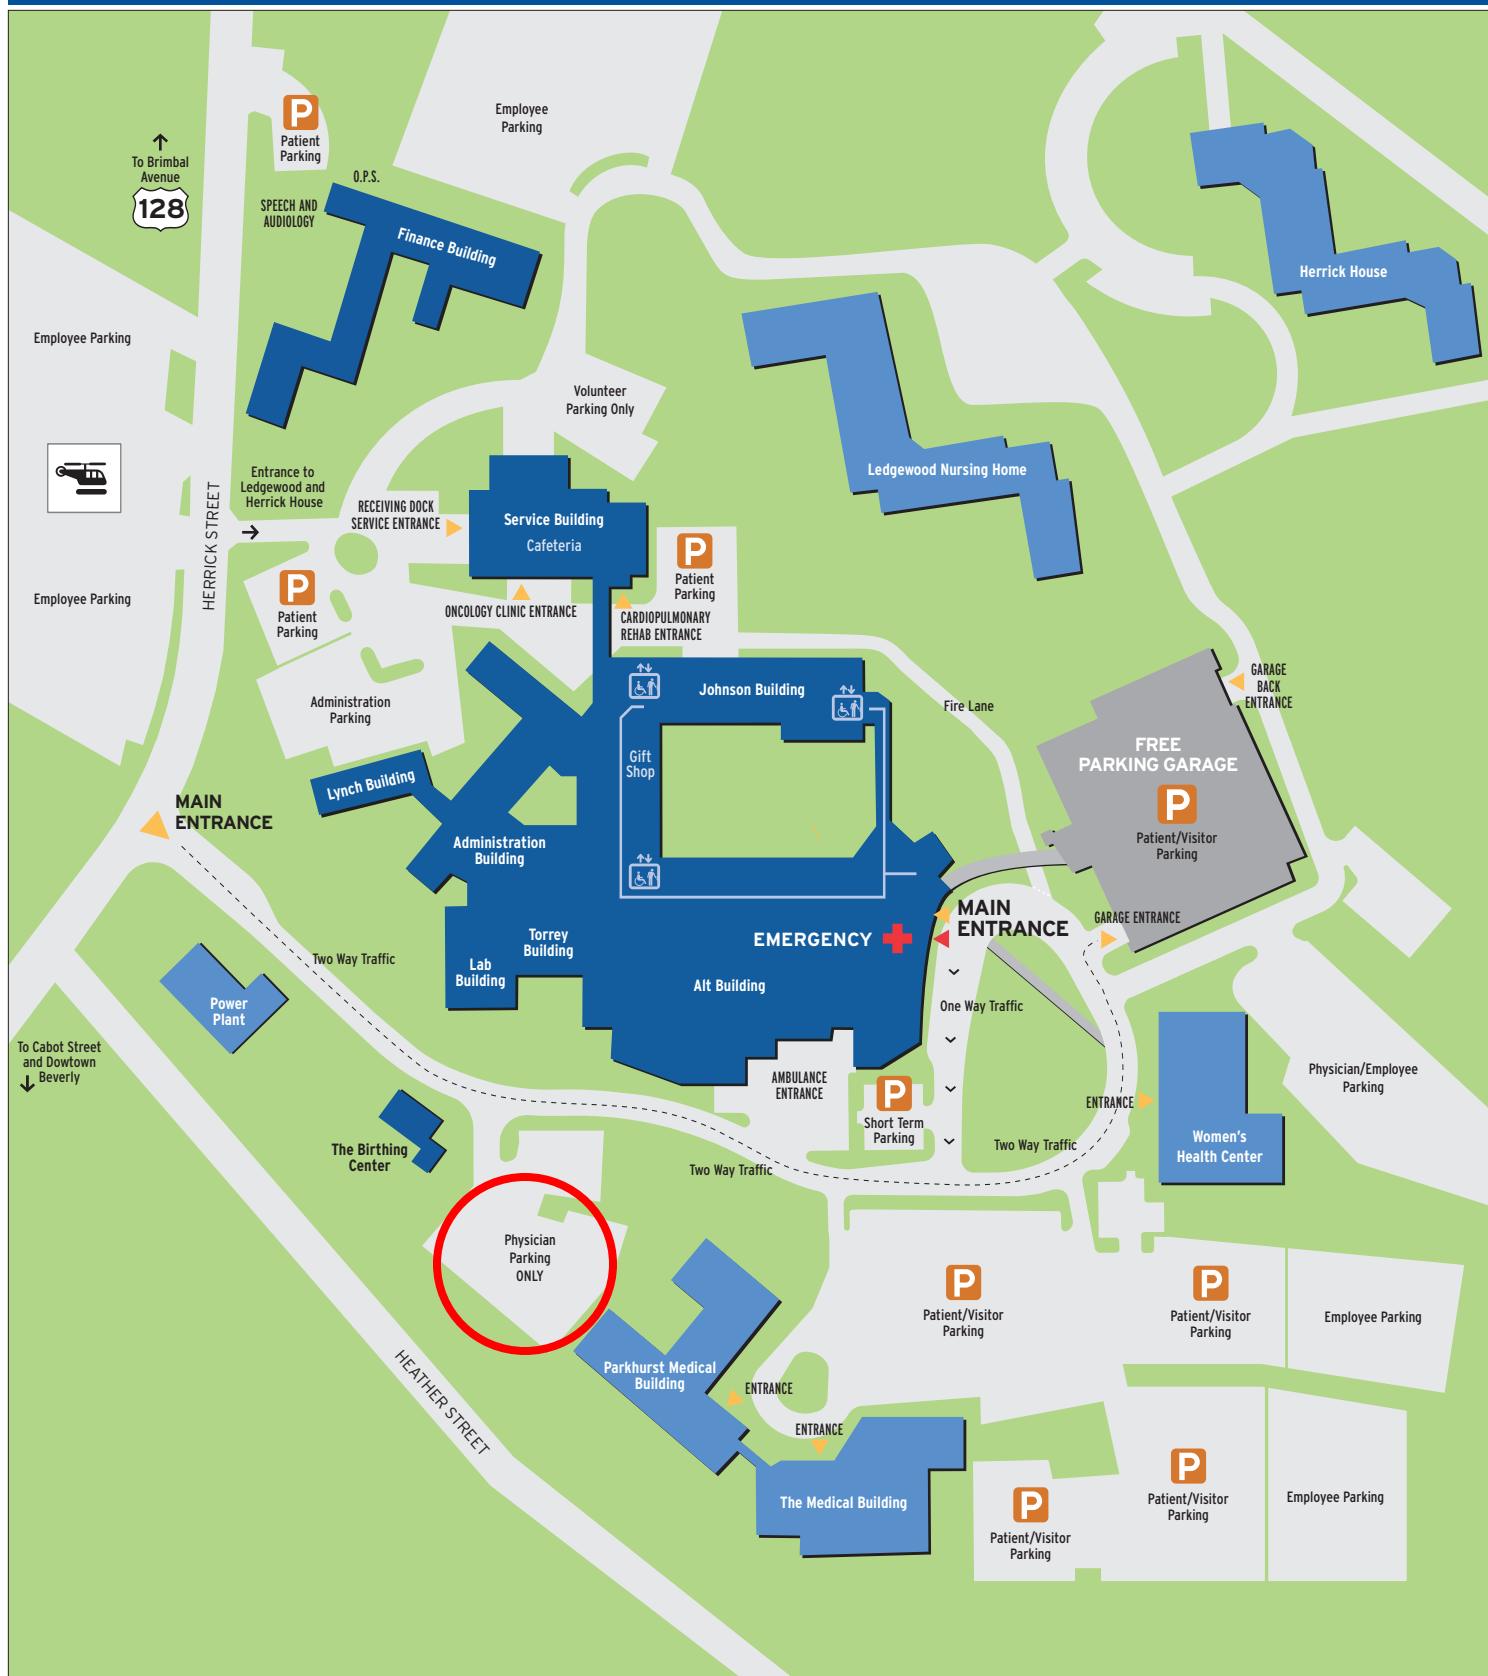 Employee
Parking
P
Patient
Parking
To Brimbal
Avenue
128
O.P.S.
SPEECH AND
AUDIOLOGY
Finance Building
Herrick House
Employee Parking
Volunteer
Parking Only
Ledgewood Nursing Home
Entrance to
Ledgewood and
Herrick House
HERRICK STREET
RECEIVING DOCK
SERVICE ENTRANCE
Service Building
Cafeteria
P
Patient
Parking
P
Patient
Parking
Employee Parking
ONCOLOGY CLINIC ENTRANCE
CARDIOPULMONARY
REHAB ENTRANCE
Johnson Building
Administration
Parking
Fire Lane
GARAGE
BACK
ENTRANCE
FREE
PARKING GARAGE
P
Patient/Visitor
Parking
Gift
Shop
Lynch Building
MAIN
ENTRANCE
Administration
Building
MAIN
ENTRANCE
GARAGE ENTRANCE
EMERGENCY
Torrey
Building
Lab
Building
Alt Building
Two Way Traffic
Power
Plant
One Way Traffic
To Cabot Street
and Dowtown
Beverly
AMBULANCE
ENTRANCE
P
Short Term
Parking
ENTRANCE
Physician/Employee
Parking
Women's
Health Center
The Birthing
Center
Two Way Traffic
Two Way Traffic
Physician
Parking
ONLY
P
Patient/Visitor
Parking
P
Patient/Visitor
Parking
Employee Parking
HEATHER STREET
Parkhurst Medical
Building
ENTRANCE
ENTRANCE
The Medical Building
P
Patient/Visitor
Parking
P
Patient/Visitor
Parking
Employee Parking